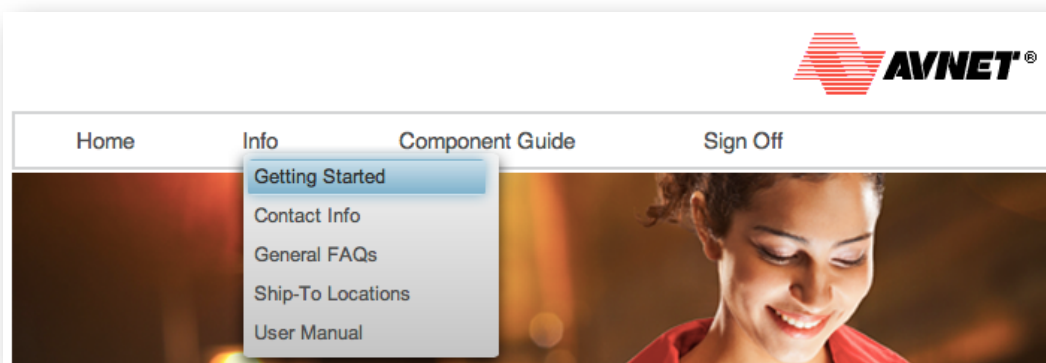 AVNET®
Home Info Component Guide Sign Off
Getting Started
Contact Info
General FAQs
Ship-To Locations
User Manual